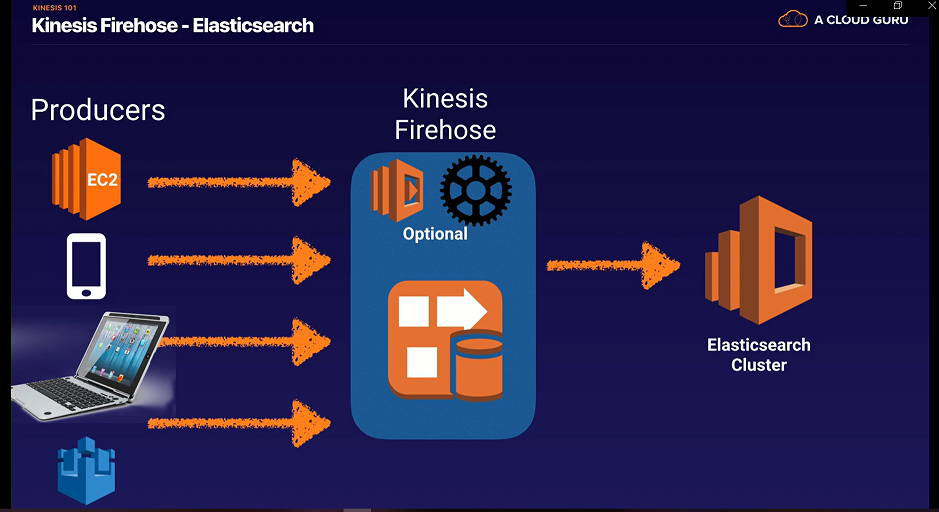 KINESIS 101
Kinesis Firehose - Elasticsearch
A CLOUD GURU
Producers
Kinesis
Firehose
EC2
Optional
Elasticsearch
Cluster